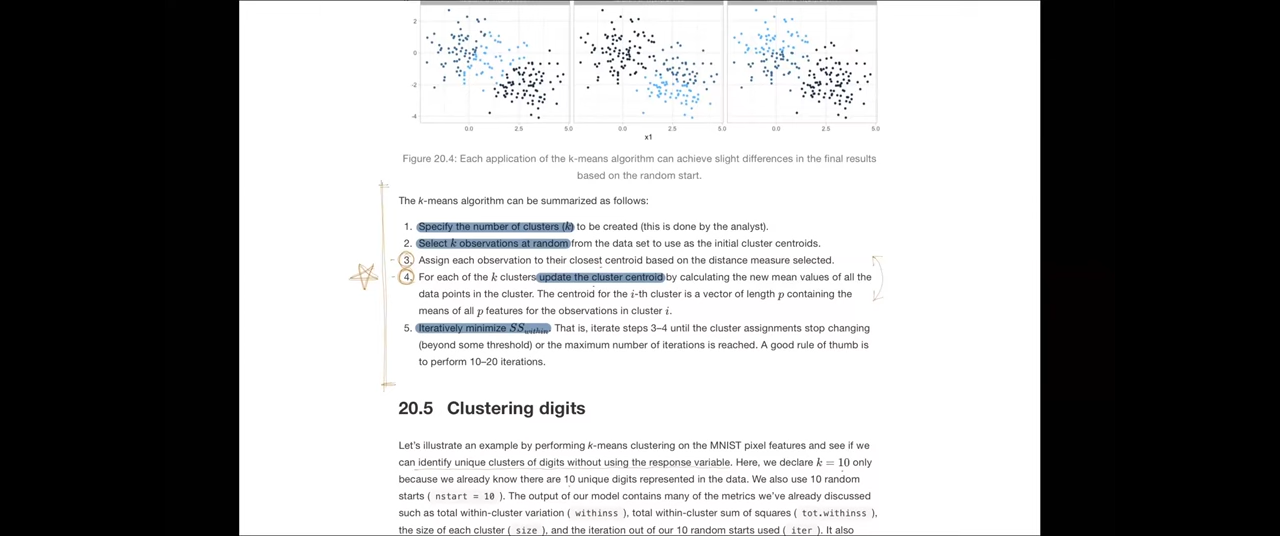 2
0
-2
-4
0.0 2.5 5.0 0.0 2.5 5.0 0.0 2.5 5.0
x1
Figure 20.4: Each application of the k-means algorithm can achieve slight differences in the final results
based on the random start.
The k-means algorithm can be summarized as follows:
1. Specify the number of clusters (k) to be created (this is done by the analyst).
2. Select k observations at random from the data set to use as the initial cluster centroids.
3. Assign each observation to their closest centroid based on the distance measure selected.
4. For each of the k clusters update the cluster centroid by calculating the new mean values of all the
data points in the cluster. The centroid for the i-th cluster is a vector of length p containing the
means of all p features for the observations in cluster i.
5. Iteratively minimize SSwithin. That is, iterate steps 3–4 until the cluster assignments stop changing
(beyond some threshold) or the maximum number of iterations is reached. A good rule of thumb is
to perform 10–20 iterations.
20.5 Clustering digits
Let's illustrate an example by performing k-means clustering on the MNIST pixel features and see if we
can identify unique clusters of digits without using the response variable. Here, we declare k = 10 only
because we already know there are 10 unique digits represented in the data. We also use 10 random
starts ( nstart = 10 ). The output of our model contains many of the metrics we've already discussed
such as total within-cluster variation ( withinss ), total within-cluster sum of squares ( tot.withinss ),
the size of each cluster ( size ), and the iteration out of our 10 random starts used ( iter ). It also